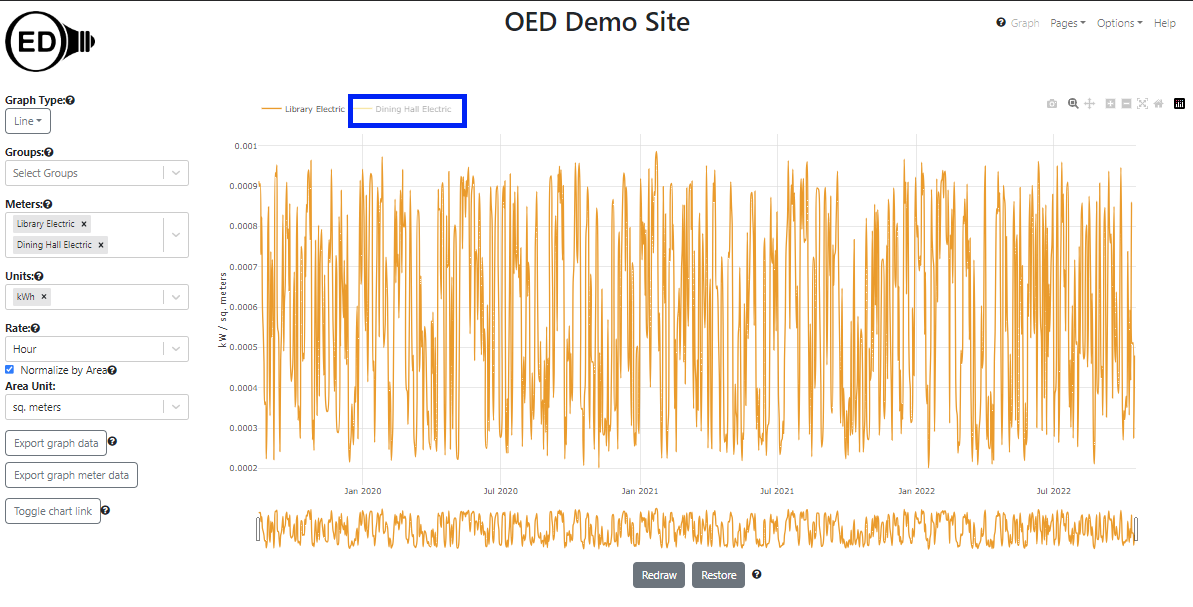 OED Demo Site
ED
Graph Pages Options Help
Graph Type:
Line
Groups:
Select Groups
Meters:
Library Electric ×
Dining Hall Electric ×
Units:
kWh ×
Rate:
Hour
Normalize by Area
Area Unit:
sq. meters
Export graph data
Export graph meter data
Toggle chart link
Library Electric Dining Hall Electric
kW / sq. meters
0.001
0.0009
0.0008
0.0007
0.0006
0.0005
0.0004
0.0003
0.0002
Jan 2020 Jul 2020 Jan 2021 Jul 2021 Jan 2022 Jul 2022
Redraw Restore